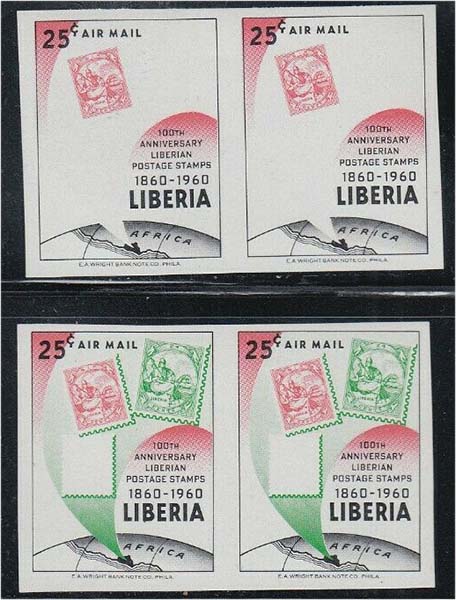 25¢ AIR MAIL
100TH
ANNIVERSARY
LIBERIAN
POSTAGE STAMPS
1860-1960
LIBERIA
AFRICA
E.A. WRIGHT BANK NOTE CO., PHILA.
25¢ AIR MAIL
100TH
ANNIVERSARY
LIBERIAN
POSTAGE STAMPS
1860-1960
LIBERIA
AFRICA
E.A. WRIGHT BANK NOTE CO., PHILA.
25¢ AIR MAIL
LIBERIA
100TH
ANNIVERSARY
LIBERIAN
POSTAGE STAMPS
1860-1960
LIBERIA
AFRICA
E.A. WRIGHT BANK NOTE CO., PHILA.
25¢ AIR MAIL
LIBERIA
100TH
ANNIVERSARY
LIBERIAN
POSTAGE STAMPS
1860-1960
LIBERIA
AFRICA
E.A. WRIGHT BANK NOTE CO., PHILA.